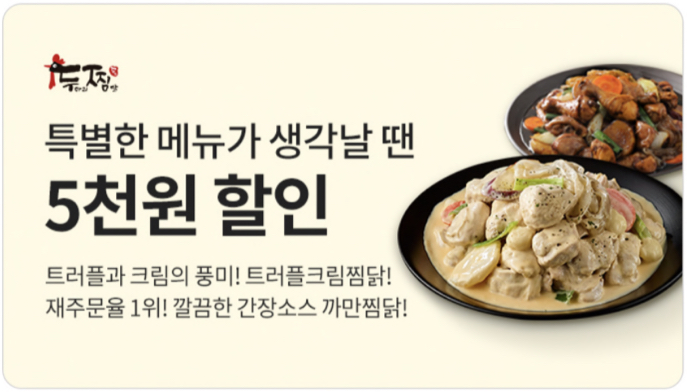 두찜
특별한 메뉴가 생각날 땐
5천원 할인
트러플과 크림의 풍미! 트러플크림찜닭!
재주문율 1위! 깔끔한 간장소스 까만찜닭!